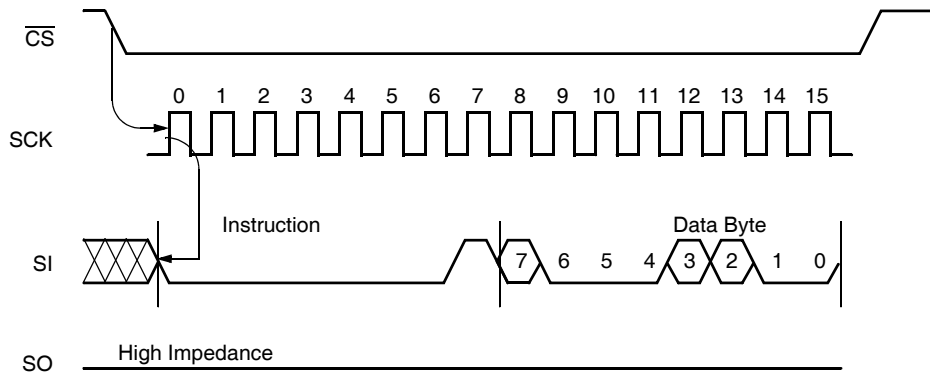 CS
0 1 2 3 4 5 6 7 8 9 10 11 12 13 14 15
SCK
Instruction
Data Byte
SI
7 6 5 4 3 2 1 0
High Impedance
SO